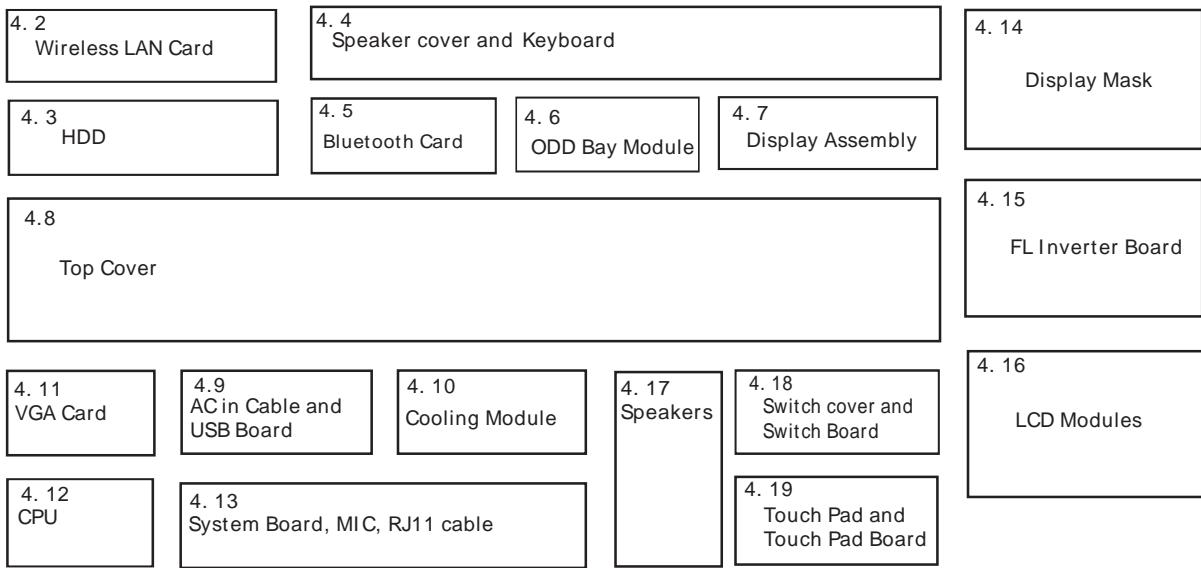 4. 2
Wireless LAN Card
4. 4
Speaker cover and Keyboard
4. 14
Display Mask
4. 3
HDD
4. 5
Bluetooth Card
4. 6
ODD Bay Module
4. 7
Display Assembly
4.8
Top Cover
4. 15
FL Inverter Board
4. 11
VGA Card
4.9
AC in Cable and
USB Board
4. 10
Cooling Module
4. 17
Speakers
4. 18
Switch cover and
Switch Board
4. 16
LCD Modules
4. 12
CPU
4. 13
System Board, MIC, RJ11 cable
4. 19
Touch Pad and
Touch Pad Board